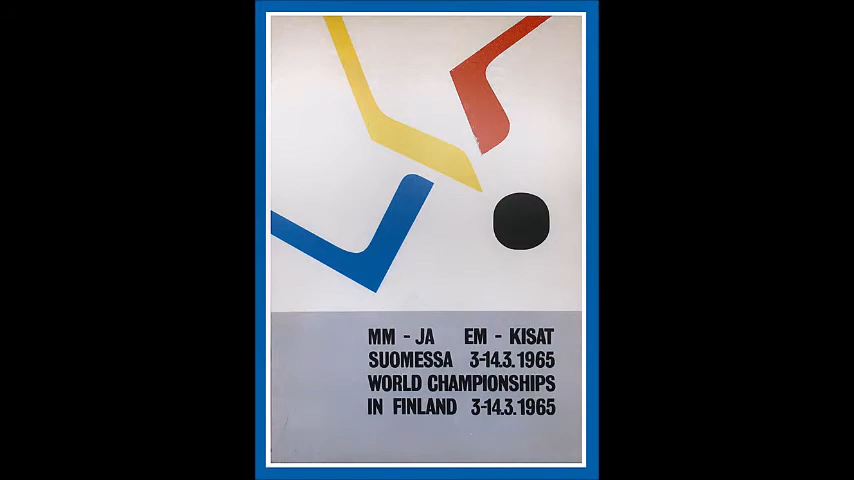 MM - JA EM - KISAT
SUOMESSA 3-14.3.1965
WORLD CHAMPIONSHIPS
IN FINLAND 3-14.3.1965